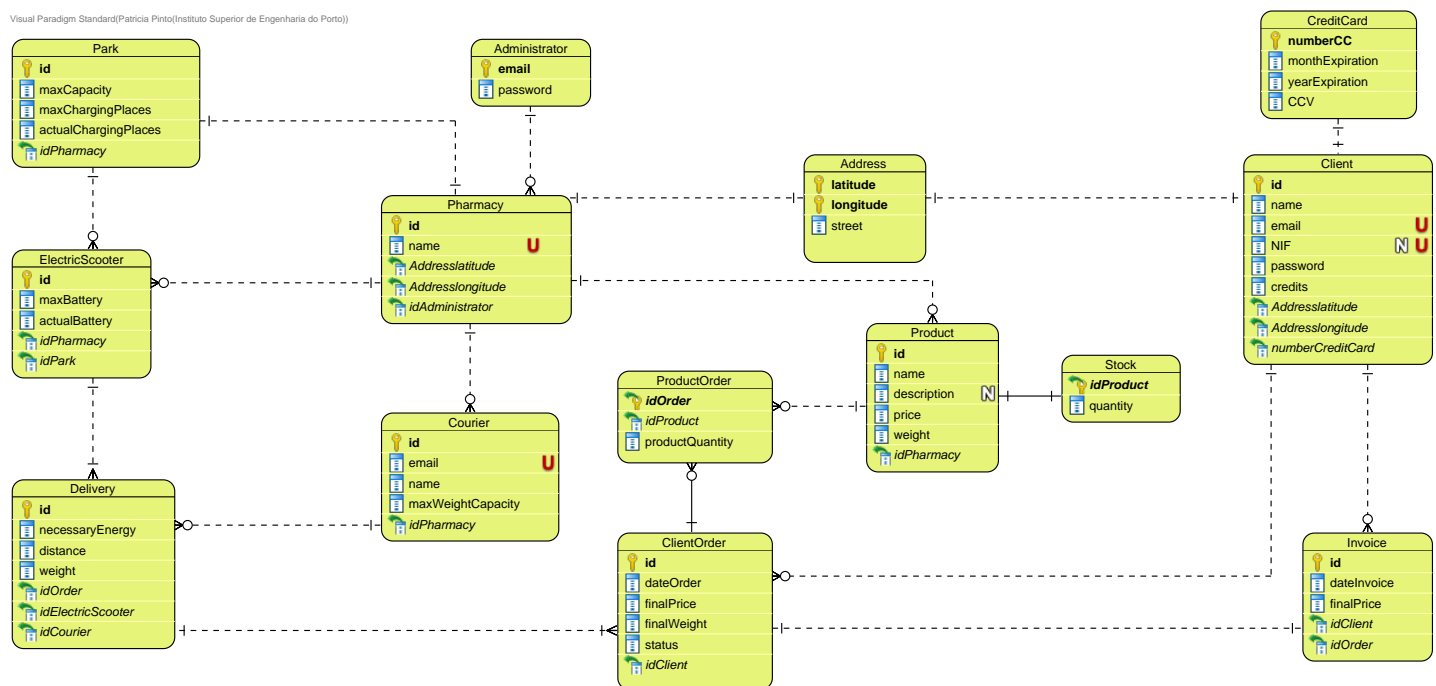 Visual Paradigm Standard(Patricia Pinto(Instituto Superior de Engenharia do Porto))
Park
id
maxCapacity
maxChargingPlaces
actualChargingPlaces
idPharmacy
Administrator
email
password
CreditCard
numberCC
monthExpiration
yearExpiration
CCV
Address
latitude
longitude
street
Client
id
name
email U
NIF N U
password
credits
Addresslatitude
Addresslongitude
numberCreditCard
Pharmacy
id
name U
Addresslatitude
Addresslongitude
idAdministrator
ElectricScooter
id
maxBattery
actualBattery
idPharmacy
idPark
Product
id
name
description N
price
weight
idPharmacy
Stock
idProduct
quantity
ProductOrder
idOrder
idProduct
productQuantity
Courier
id
email U
name
maxWeightCapacity
idPharmacy
Delivery
id
necessaryEnergy
distance
weight
idOrder
idElectricScooter
idCourier
ClientOrder
id
dateOrder
finalPrice
finalWeight
status
idClient
Invoice
id
dateInvoice
finalPrice
idClient
idOrder